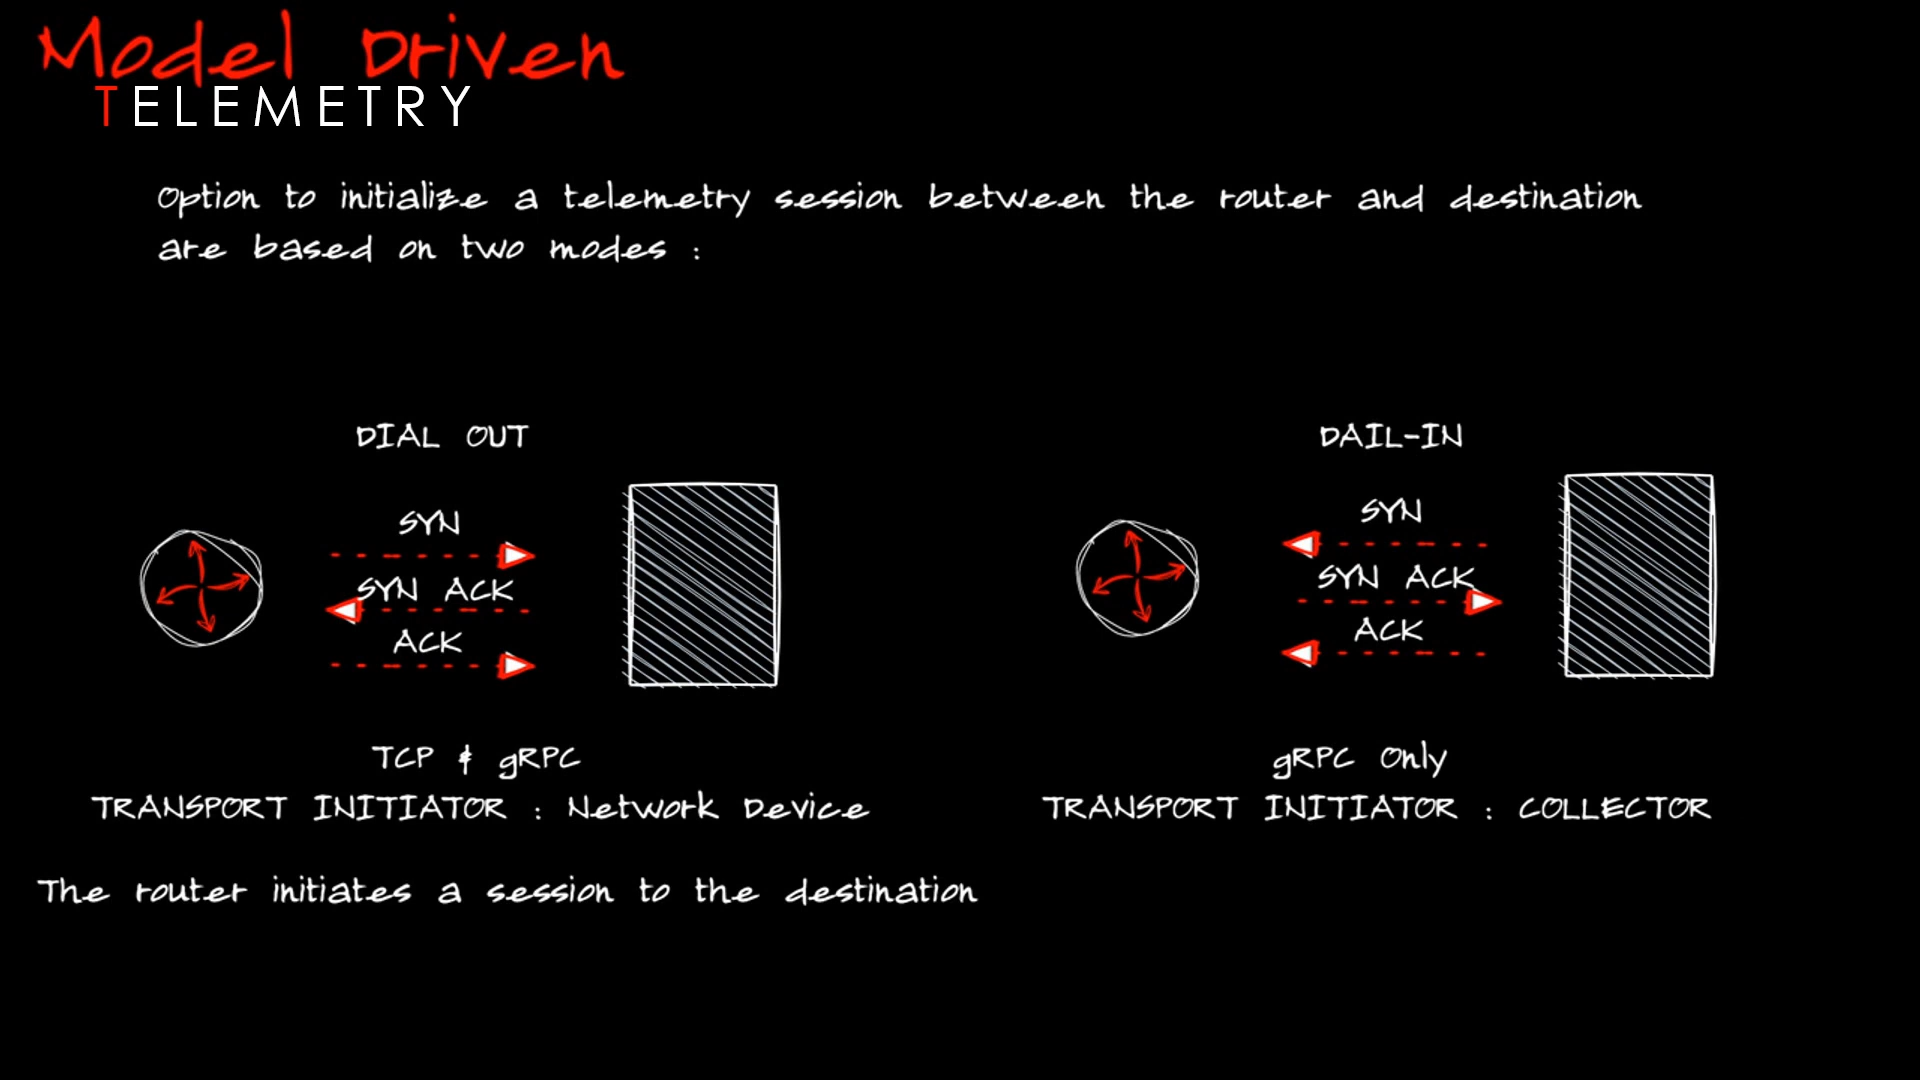 Model Driven
TELEMETRY
Option to initialize a telemetry session between the router and destination
are based on two modes :
DIAL OUT
SYN
SYN ACK
ACK
TCP & gRPC
TRANSPORT INITIATOR : Network Device
The router initiates a session to the destination
DAIL-IN
SYN
SYN ACK
ACK
gRPC Only
TRANSPORT INITIATOR : COLLECTOR